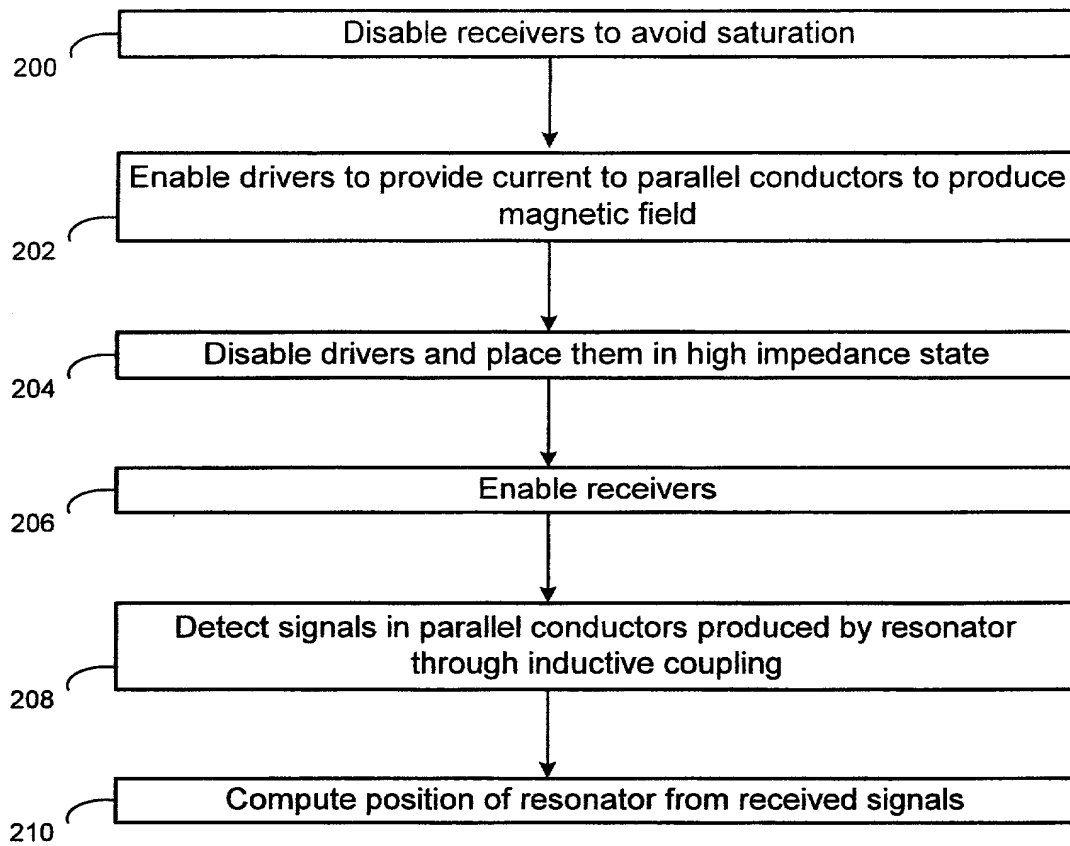 Disable receivers to avoid saturation
200
Enable drivers to provide current to parallel conductors to produce
magnetic field
202
Disable drivers and place them in high impedance state
204
Enable receivers
206
Detect signals in parallel conductors produced by resonator
through inductive coupling
208
Compute position of resonator from received signals
210